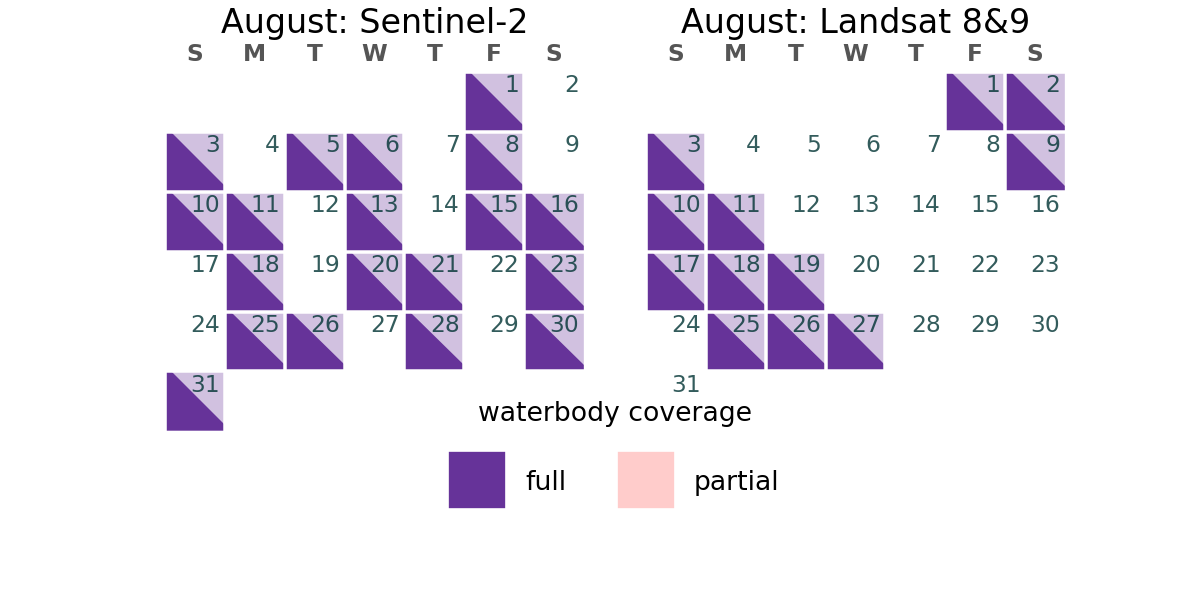 August: Sentinel-2
S M T W T F S
1 2
3 4 5 6 7 8 9
10 11 12 13 14 15 16
17 18 19 20 21 22 23
24 25 26 27 28 29 30
31
August: Landsat 8&9
S M T W T F S
1 2
3 4 5 6 7 8 9
10 11 12 13 14 15 16
17 18 19 20 21 22 23
24 25 26 27 28 29 30
31
waterbody coverage
full partial